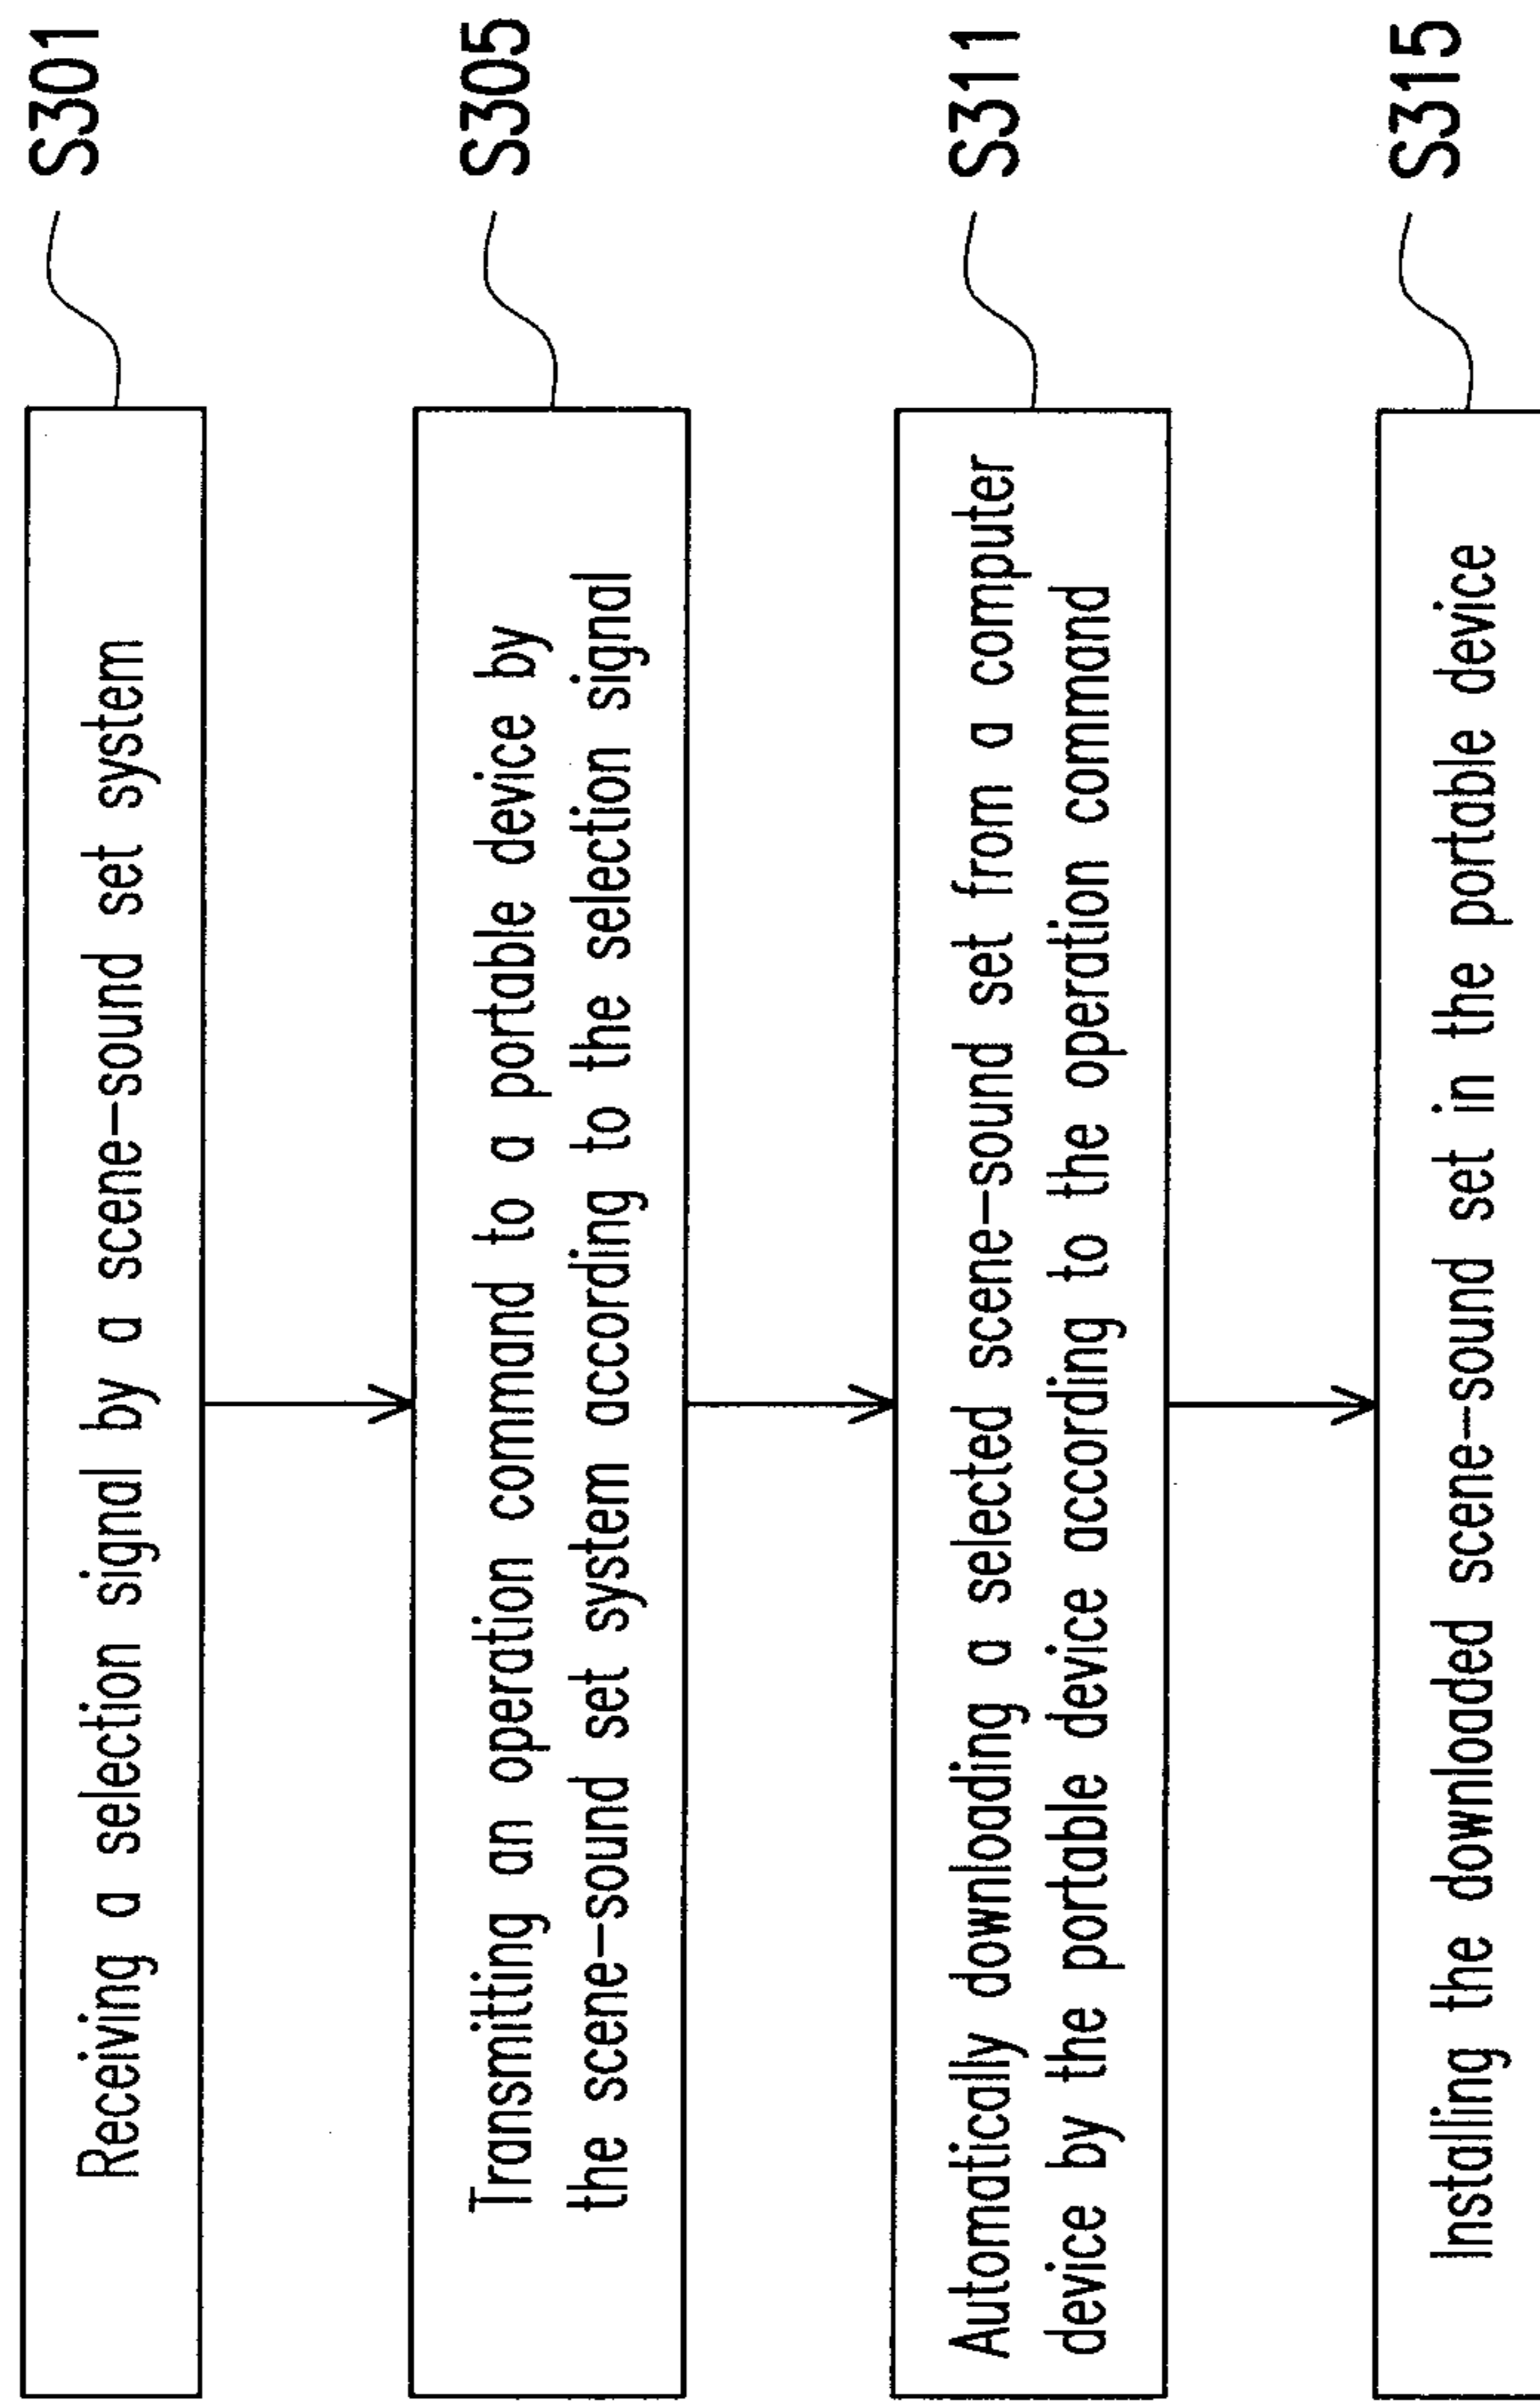 Receiving a selection signal by a scene-sound set system
S301
Transmitting an operation command to a portable device by
the scene-sound set system according to the selection signal
S305
Automatically downloading a selected scene-sound set from a computer
device by the portable device according to the operation command
S311
Installing the downloaded scene-sound set in the portable device
S315